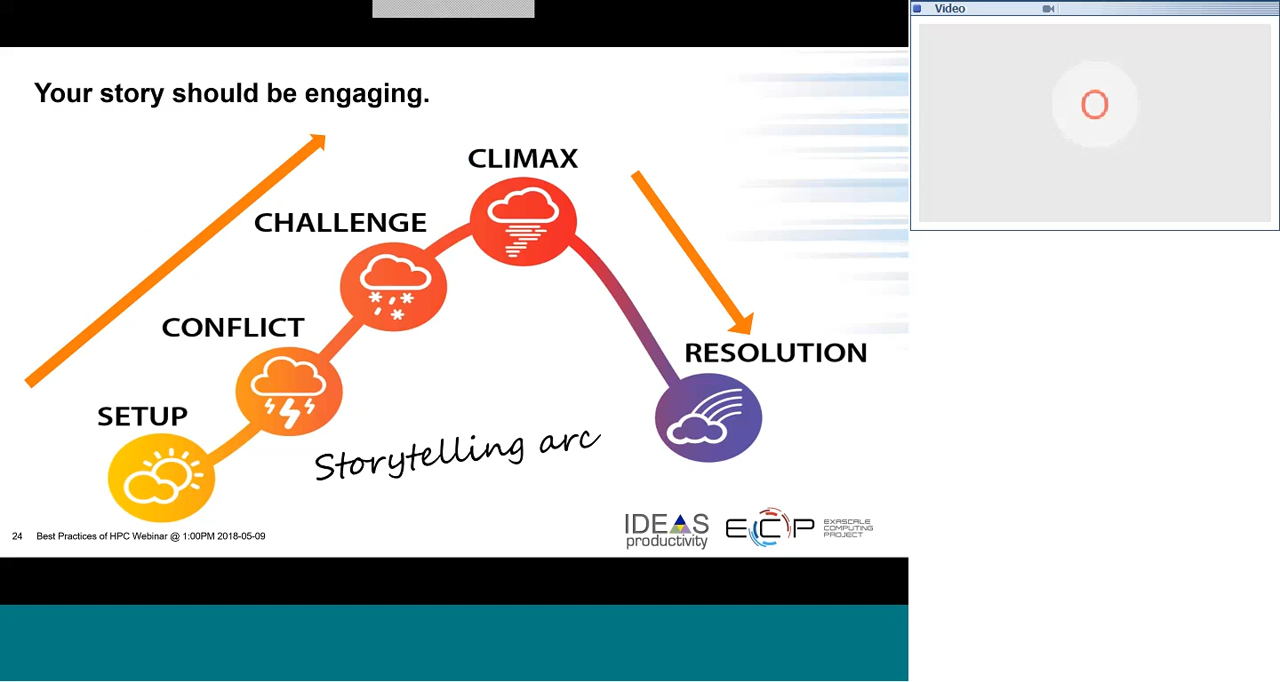 Video
O
Your story should be engaging.
CLIMAX
CHALLENGE
CONFLICT
RESOLUTION
SETUP
Storytelling arc
IDEAS
productivity
ECP
EXASCALE
COMPUTING
PROJECT
24 Best Practices of HPC Webinar @ 1:00PM 2018-05-09